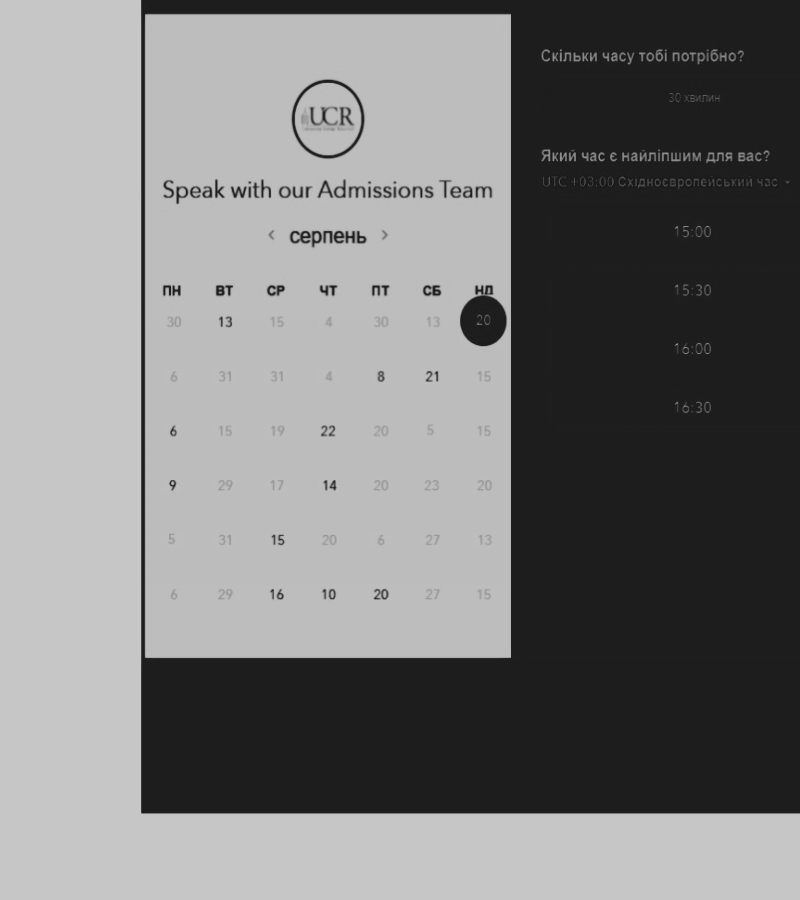 UCR
Speak with our Admissions Team
< серпень >
ПН ВТ СР ЧТ ПТ СБ НД
30 13 15 4 30 13 20
6 31 31 4 8 21 15
6 15 19 22 20 5 15
9 29 17 14 20 23 20
5 31 15 20 6 27 13
6 29 16 10 20 27 15
Скільки часу тобі потрібно?
30 хвилин
Який час є найліпшим для вас?
UTC +03:00 Східноєвропейський час
15:00
15:30
16:00
16:30